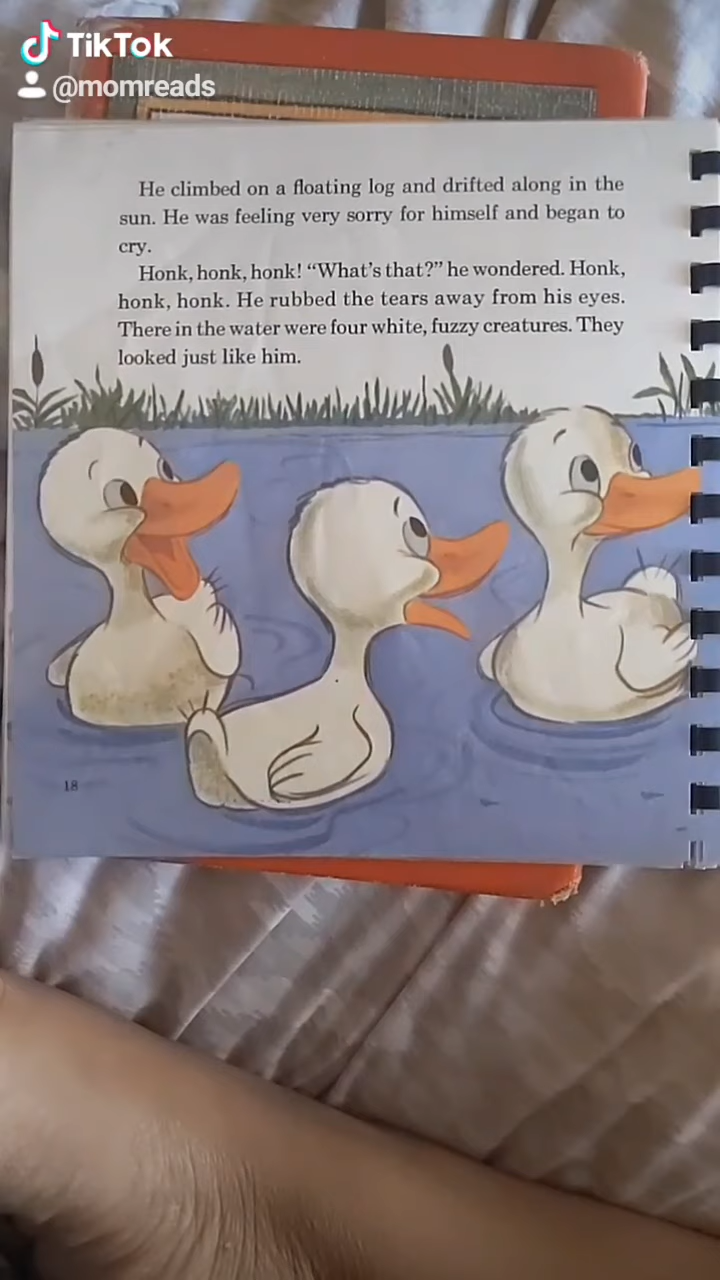 TikTok
@momreads
He climbed on a floating log and drifted along in the
sun. He was feeling very sorry for himself and began to
cry.
Honk, honk, honk! “What's that?” he wondered. Honk,
honk, honk. He rubbed the tears away from his eyes.
There in the water were four white, fuzzy creatures. They
looked just like him.
18